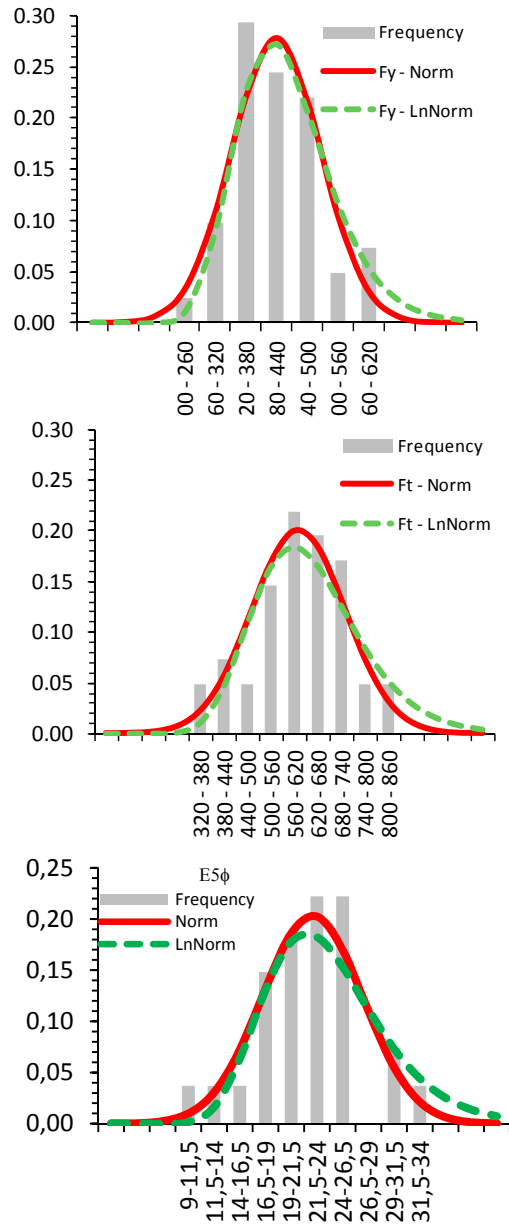 0.30
0.25
0.20
0.15
0.10
0.05
0.00
Frequency
Fy - Norm
Fy - LnNorm
00 - 260
60 - 320
20 - 380
80 - 440
40 - 500
00 - 560
60 - 620
0.30
0.25
0.20
0.15
0.10
0.05
0.00
Frequency
Ft - Norm
Ft - LnNorm
320 - 380
380 - 440
440 - 500
500 - 560
560 - 620
620 - 680
680 - 740
740 - 800
800 - 860
0,25
0,20
0,15
0,10
0,05
0,00
E5ϕ
Frequency
Norm
LnNorm
9-11,5
11,5-14
14-16,5
16,5-19
19-21,5
21,5-24
24-26,5
26,5-29
29-31,5
31,5-34